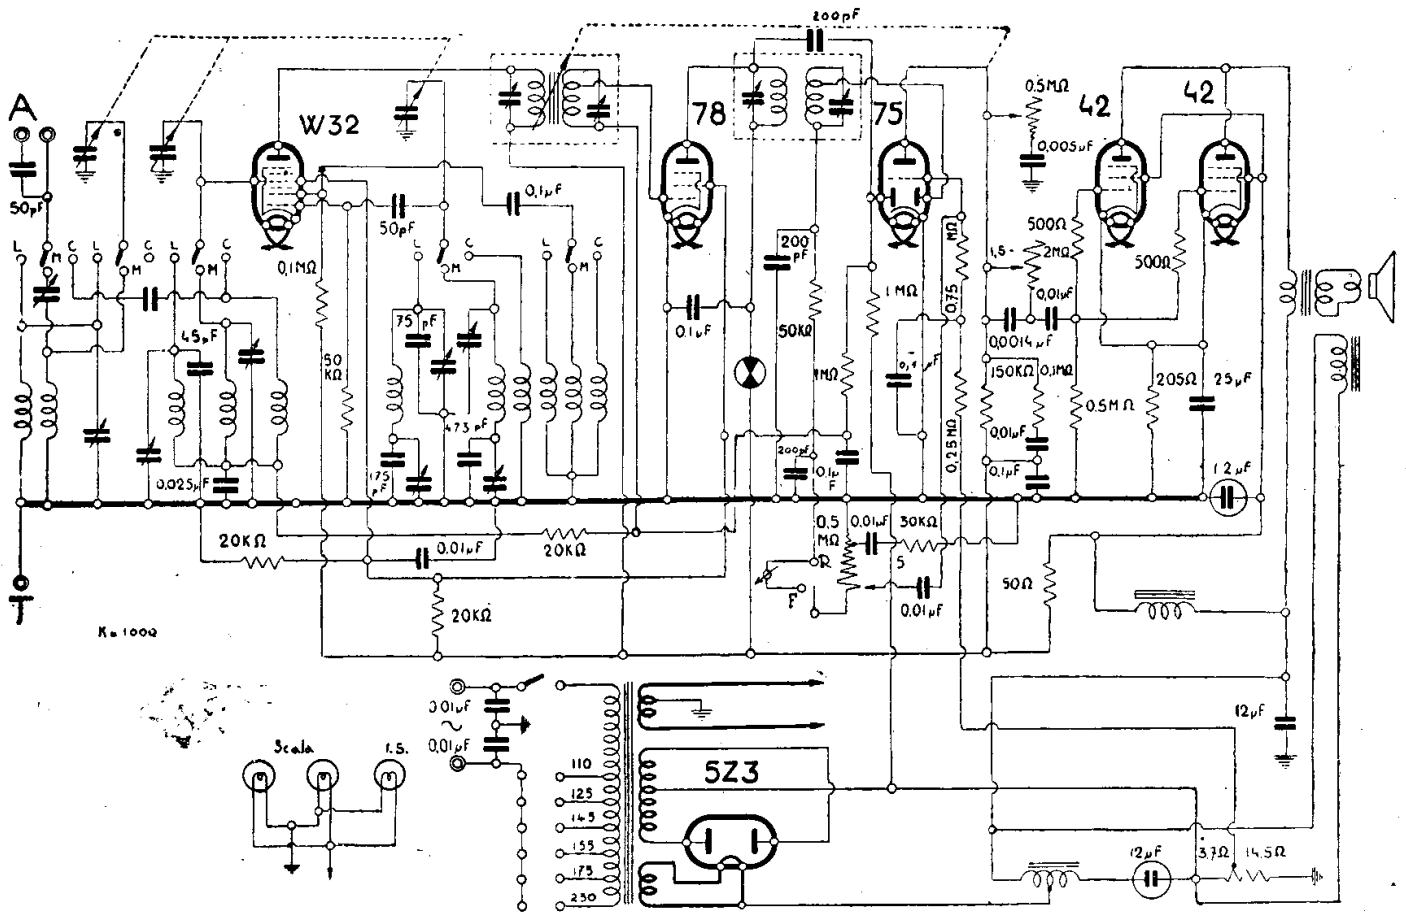 200pF
A
W32
78
75
42
42
0.5MΩ
0,005μF
50pF
50pF
0,1μF
L M C L M C L M C
L M C
L M C
0,1MΩ
200 pF
MΩ
0,75
1,5-
2MΩ
500Ω
500Ω
0,01μF
0,0014μF
45pF
75 pF
50 KΩ
0.1μF
50KΩ
1MΩ
1MΩ
0,1 μF
150KΩ
0,1MΩ
205Ω
25μF
473 pF
175 pF
0,025μF
200pF
0.1μF
0,25MΩ
0,01μF
0.1μF
0.5MΩ
12μF
20KΩ
0.01μF
20KΩ
0,5 MΩ
0,01μF
30KΩ
R
S
F
0.01μF
50Ω
20KΩ
T
K = 100Ω
0,01μF
~
0,01μF
12μF
Scala
I.S.
110
125
145
155
175
230
5Z3
12μF
3,7Ω
14.5Ω